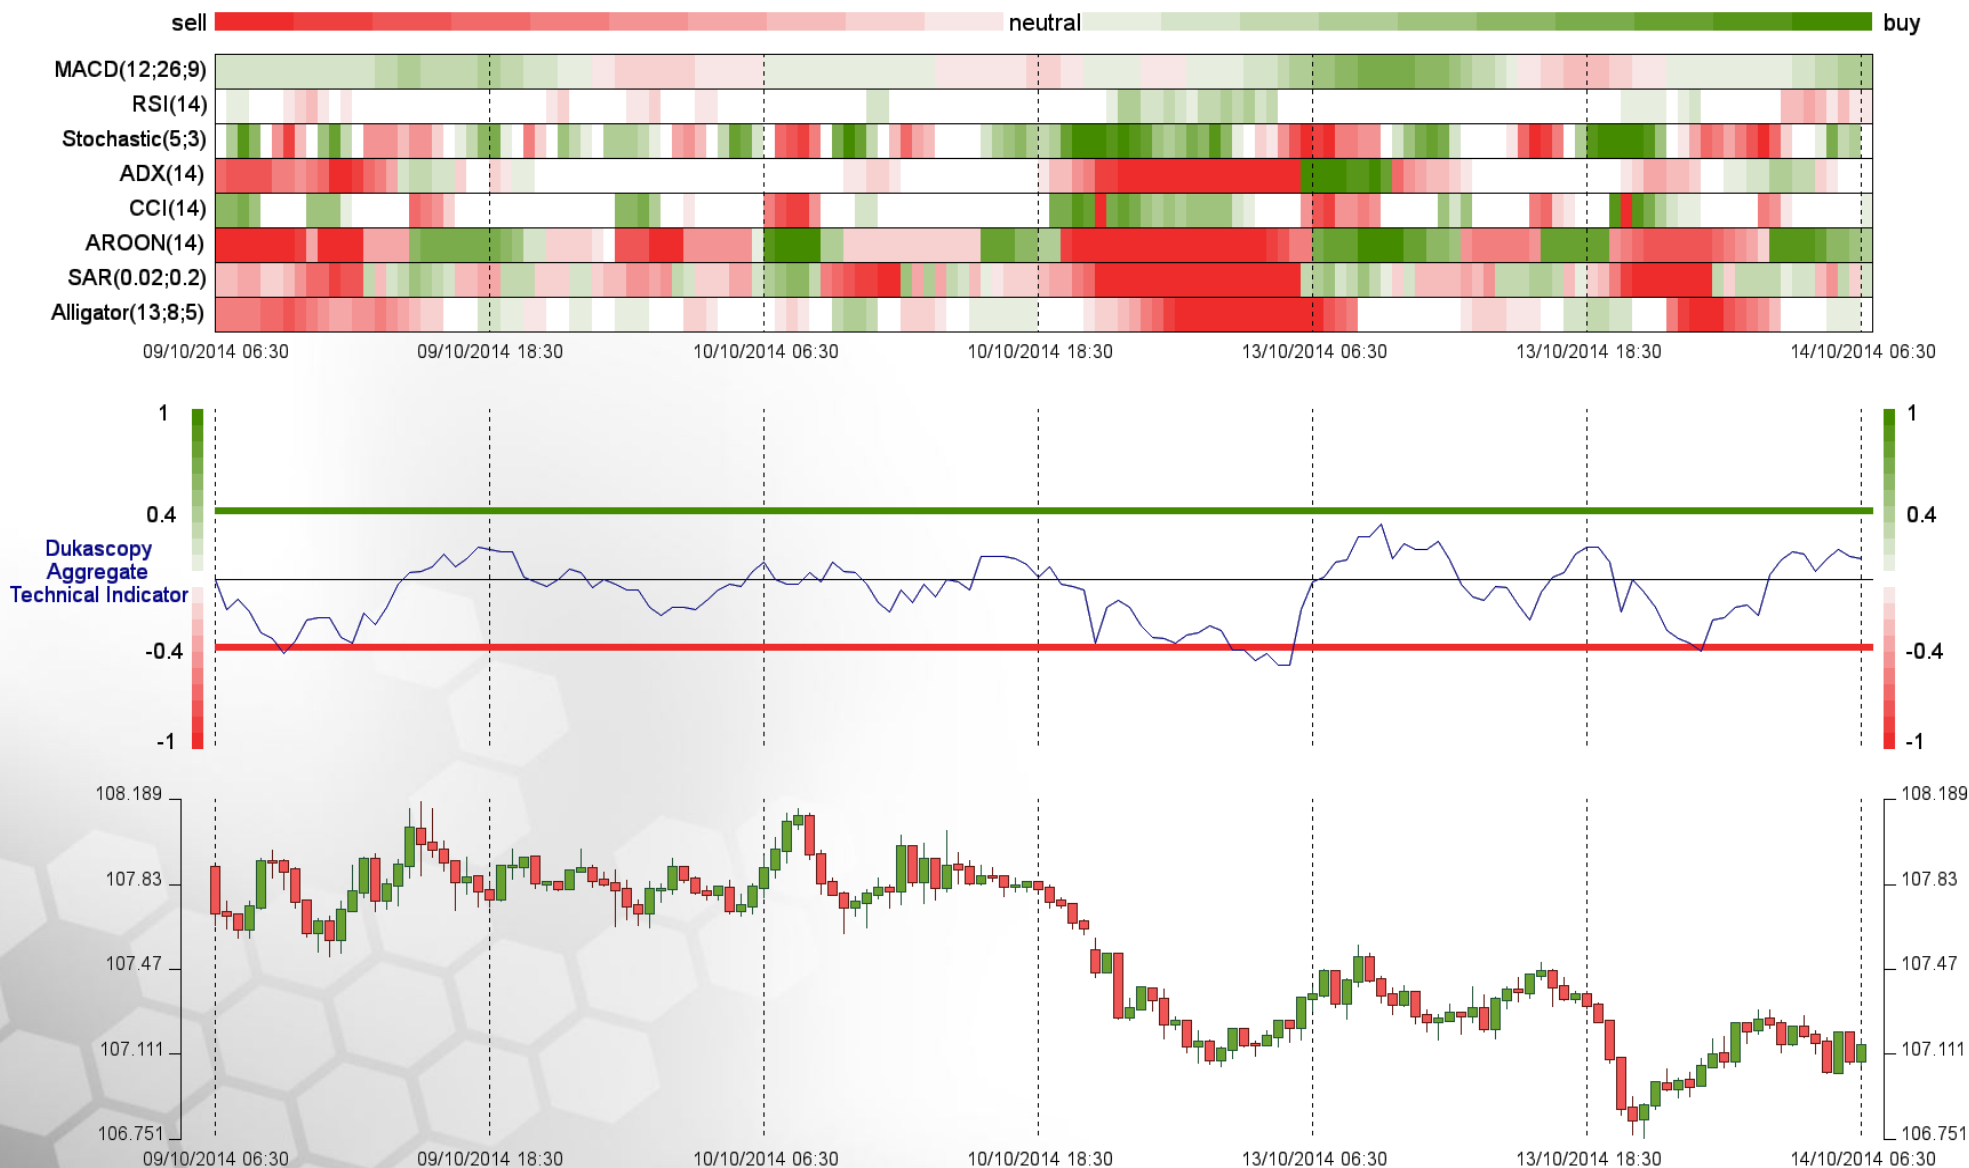 sell neutral buy
MACD(12;26;9)
RSI(14)
Stochastic(5;3)
ADX(14)
CCI(14)
AROON(14)
SAR(0.02;0.2)
Alligator(13;8;5)
09/10/2014 06:30 09/10/2014 18:30 10/10/2014 06:30 10/10/2014 18:30 13/10/2014 06:30 13/10/2014 18:30 14/10/2014 06:30
1 1
0.4 0.4
Dukascopy
Aggregate
Technical Indicator
-0.4 -0.4
-1 -1
108.189 108.189
107.83 107.83
107.47 107.47
107.111 107.111
106.751 106.751
09/10/2014 06:30 09/10/2014 18:30 10/10/2014 06:30 10/10/2014 18:30 13/10/2014 06:30 13/10/2014 18:30 14/10/2014 06:30